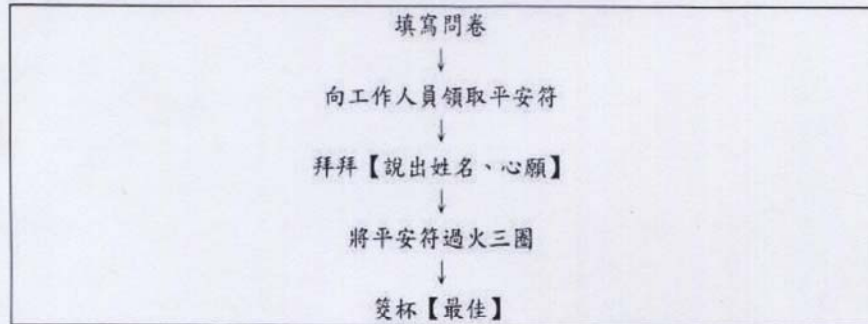 填寫問卷
↓
向工作人員領取平安符
↓
拜拜【說出姓名、心願】
↓
將平安符過火三圈
↓
筊杯【最佳】